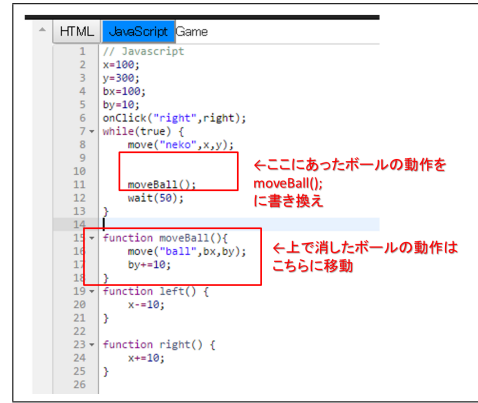 HTML JavaScript Game
1 // Javascript
2 x=100;
3 y=300;
4 bx=100;
5 by=10;
6 onClick("right",right);
7 while(true) {
8 move("neko",x,y);
9
10
11 moveBall();
12 wait(50);
13 }
14
15 function moveBall(){
16 move("ball",bx,by);
17 by+=10;
18 }
19 function left() {
20 x-=10;
21 }
22
23 function right() {
24 x+=10;
25 }
26
←ここにあったボールの動作を
moveBall();
に書き換え
←上で消したボールの動作は
こちらに移動